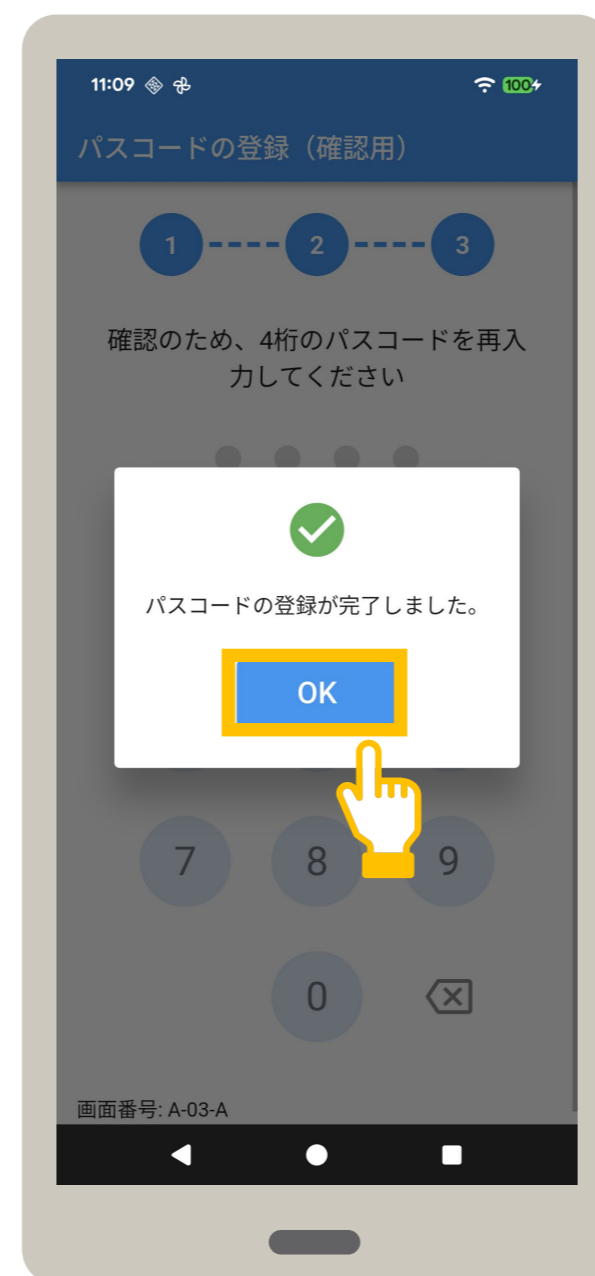 11:09 100
パスコードの登録（確認用）
1 2 3
確認のため、4桁のパスコードを再入
力してください
パスコードの登録が完了しました。
OK
7 8 9
0
画面番号: A-03-A